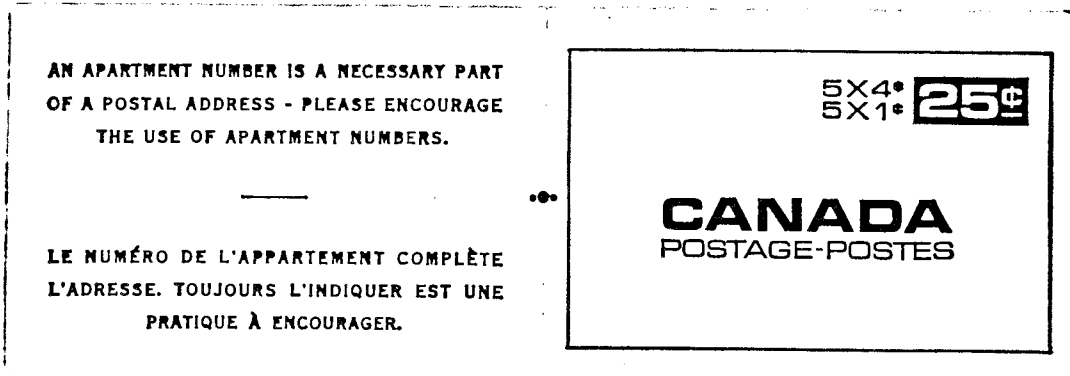 AN APARTMENT NUMBER IS A NECESSARY PART
OF A POSTAL ADDRESS - PLEASE ENCOURAGE
THE USE OF APARTMENT NUMBERS.
LE NUMÉRO DE L'APPARTEMENT COMPLÈTE
L'ADRESSE. TOUJOURS L'INDIQUER EST UNE
PRATIQUE À ENCOURAGER.
5X4¢ 25¢
5X1¢
CANADA
POSTAGE-POSTES